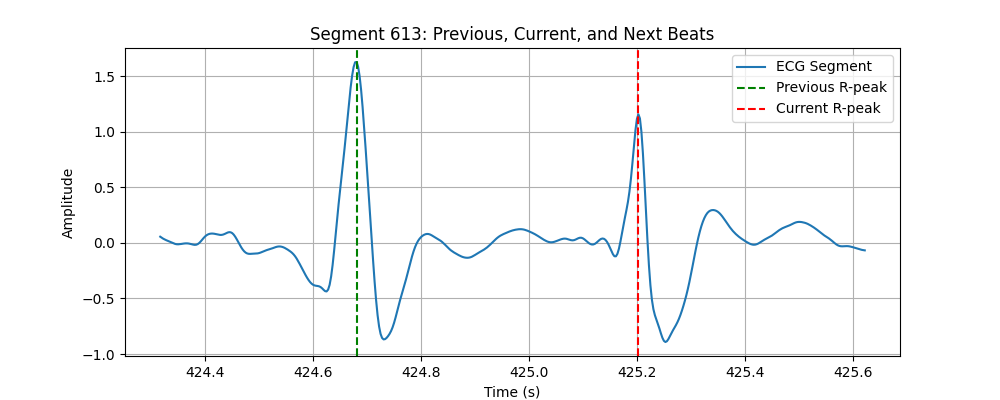 Segment 613: Previous, Current, and Next Beats
ECG Segment
Previous R-peak
Current R-peak
Amplitude
1.5
1.0
0.5
0.0
−0.5
−1.0
424.4 424.6 424.8 425.0 425.2 425.4 425.6
Time (s)